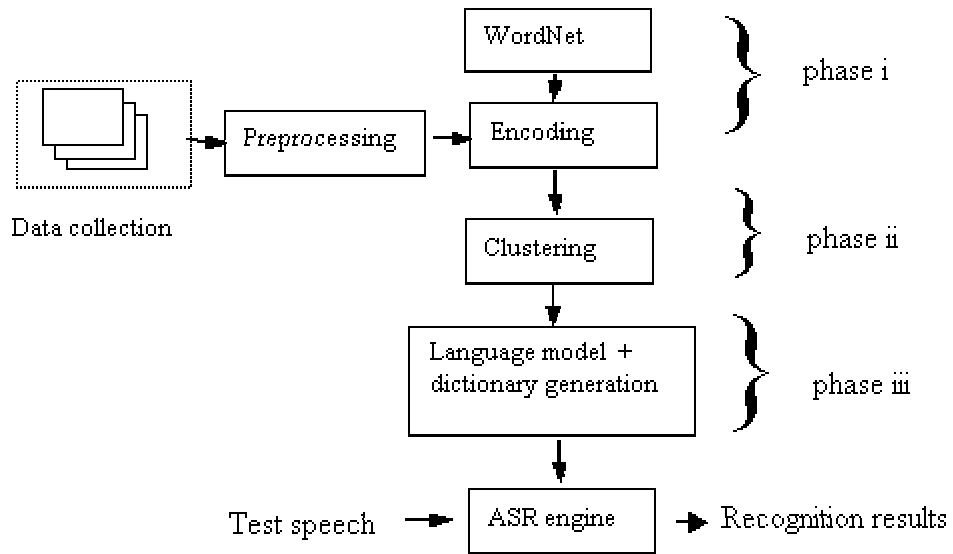 WordNet
phase i
Preprocessing
Encoding
Data collection
Clustering
phase ii
Language model +
dictionary generation
phase iii
Test speech
ASR engine
Recognition results